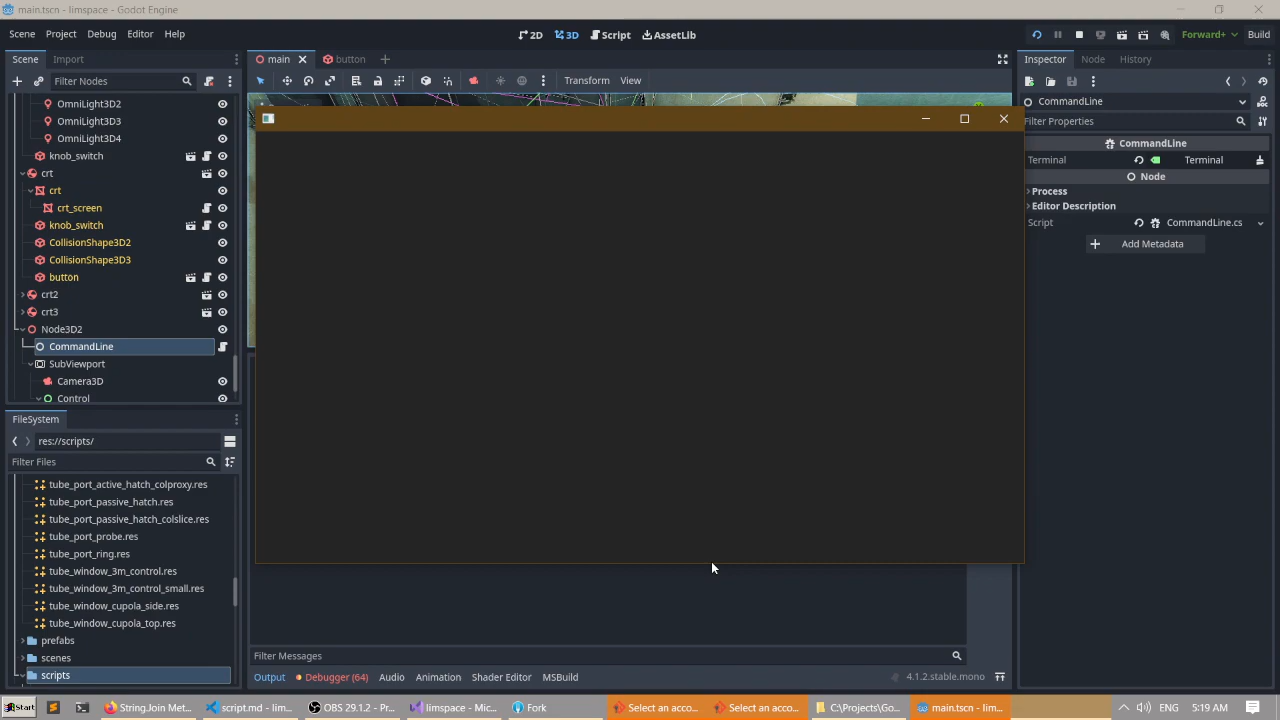 main.tscn - limspace - Godot Engine
Scene Project Debug Editor Help
2D 3D Script AssetLib
Forward+ Build
Scene Import
main button
Inspector Node History
Filter Nodes
Transform View
CommandLine
Filter Properties
OmniLight3D2
OmniLight3D3
OmniLight3D4
knob_switch
crt
crt
crt_screen
knob_switch
CollisionShape3D2
CollisionShape3D3
button
crt2
crt3
Node3D2
CommandLine
SubViewport
Camera3D
Control
CommandLine
Terminal Terminal
Node
Process
Editor Description
Script CommandLine.cs
Add Metadata
FileSystem
res://scripts/
Filter Files
tube_port_active_hatch_colproxy.res
tube_port_passive_hatch.res
tube_port_passive_hatch_colslice.res
tube_port_probe.res
tube_port_ring.res
tube_window_3m_control.res
tube_window_3m_control_small.res
tube_window_cupola_side.res
tube_window_cupola_top.res
prefabs
scenes
scripts
Filter Messages
Output Debugger (64) Audio Animation Shader Editor MSBuild
4.1.2.stable.mono
Start
StringJoin Met...
script.md - lim...
OBS 29.1.2 - Pr...
limspace - Mic...
Fork
Select an acco...
Select an acco...
C:\Projects\Go...
main.tscn - lim...
5:19 AM